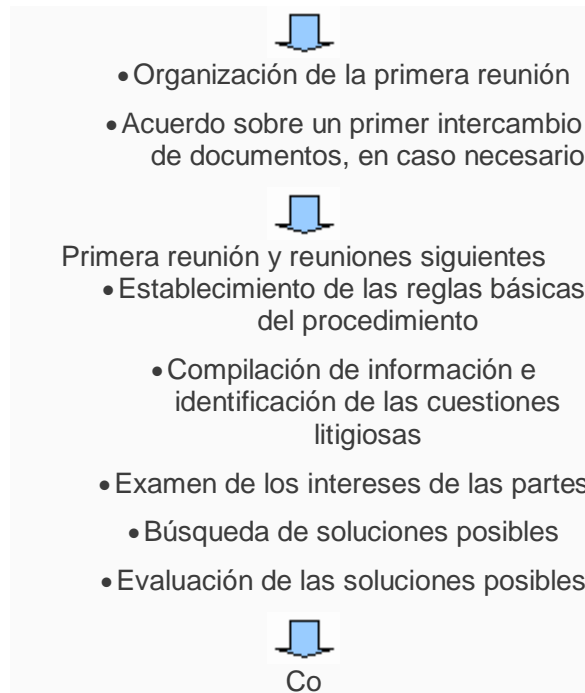 • Organización de la primera reunión
• Acuerdo sobre un primer intercambio
de documentos, en caso necesario
Primera reunión y reuniones siguientes
• Establecimiento de las reglas básicas
del procedimiento
• Compilación de información e
identificación de las cuestiones
litigiosas
• Examen de los intereses de las partes
• Búsqueda de soluciones posibles
• Evaluación de las soluciones posibles
Co